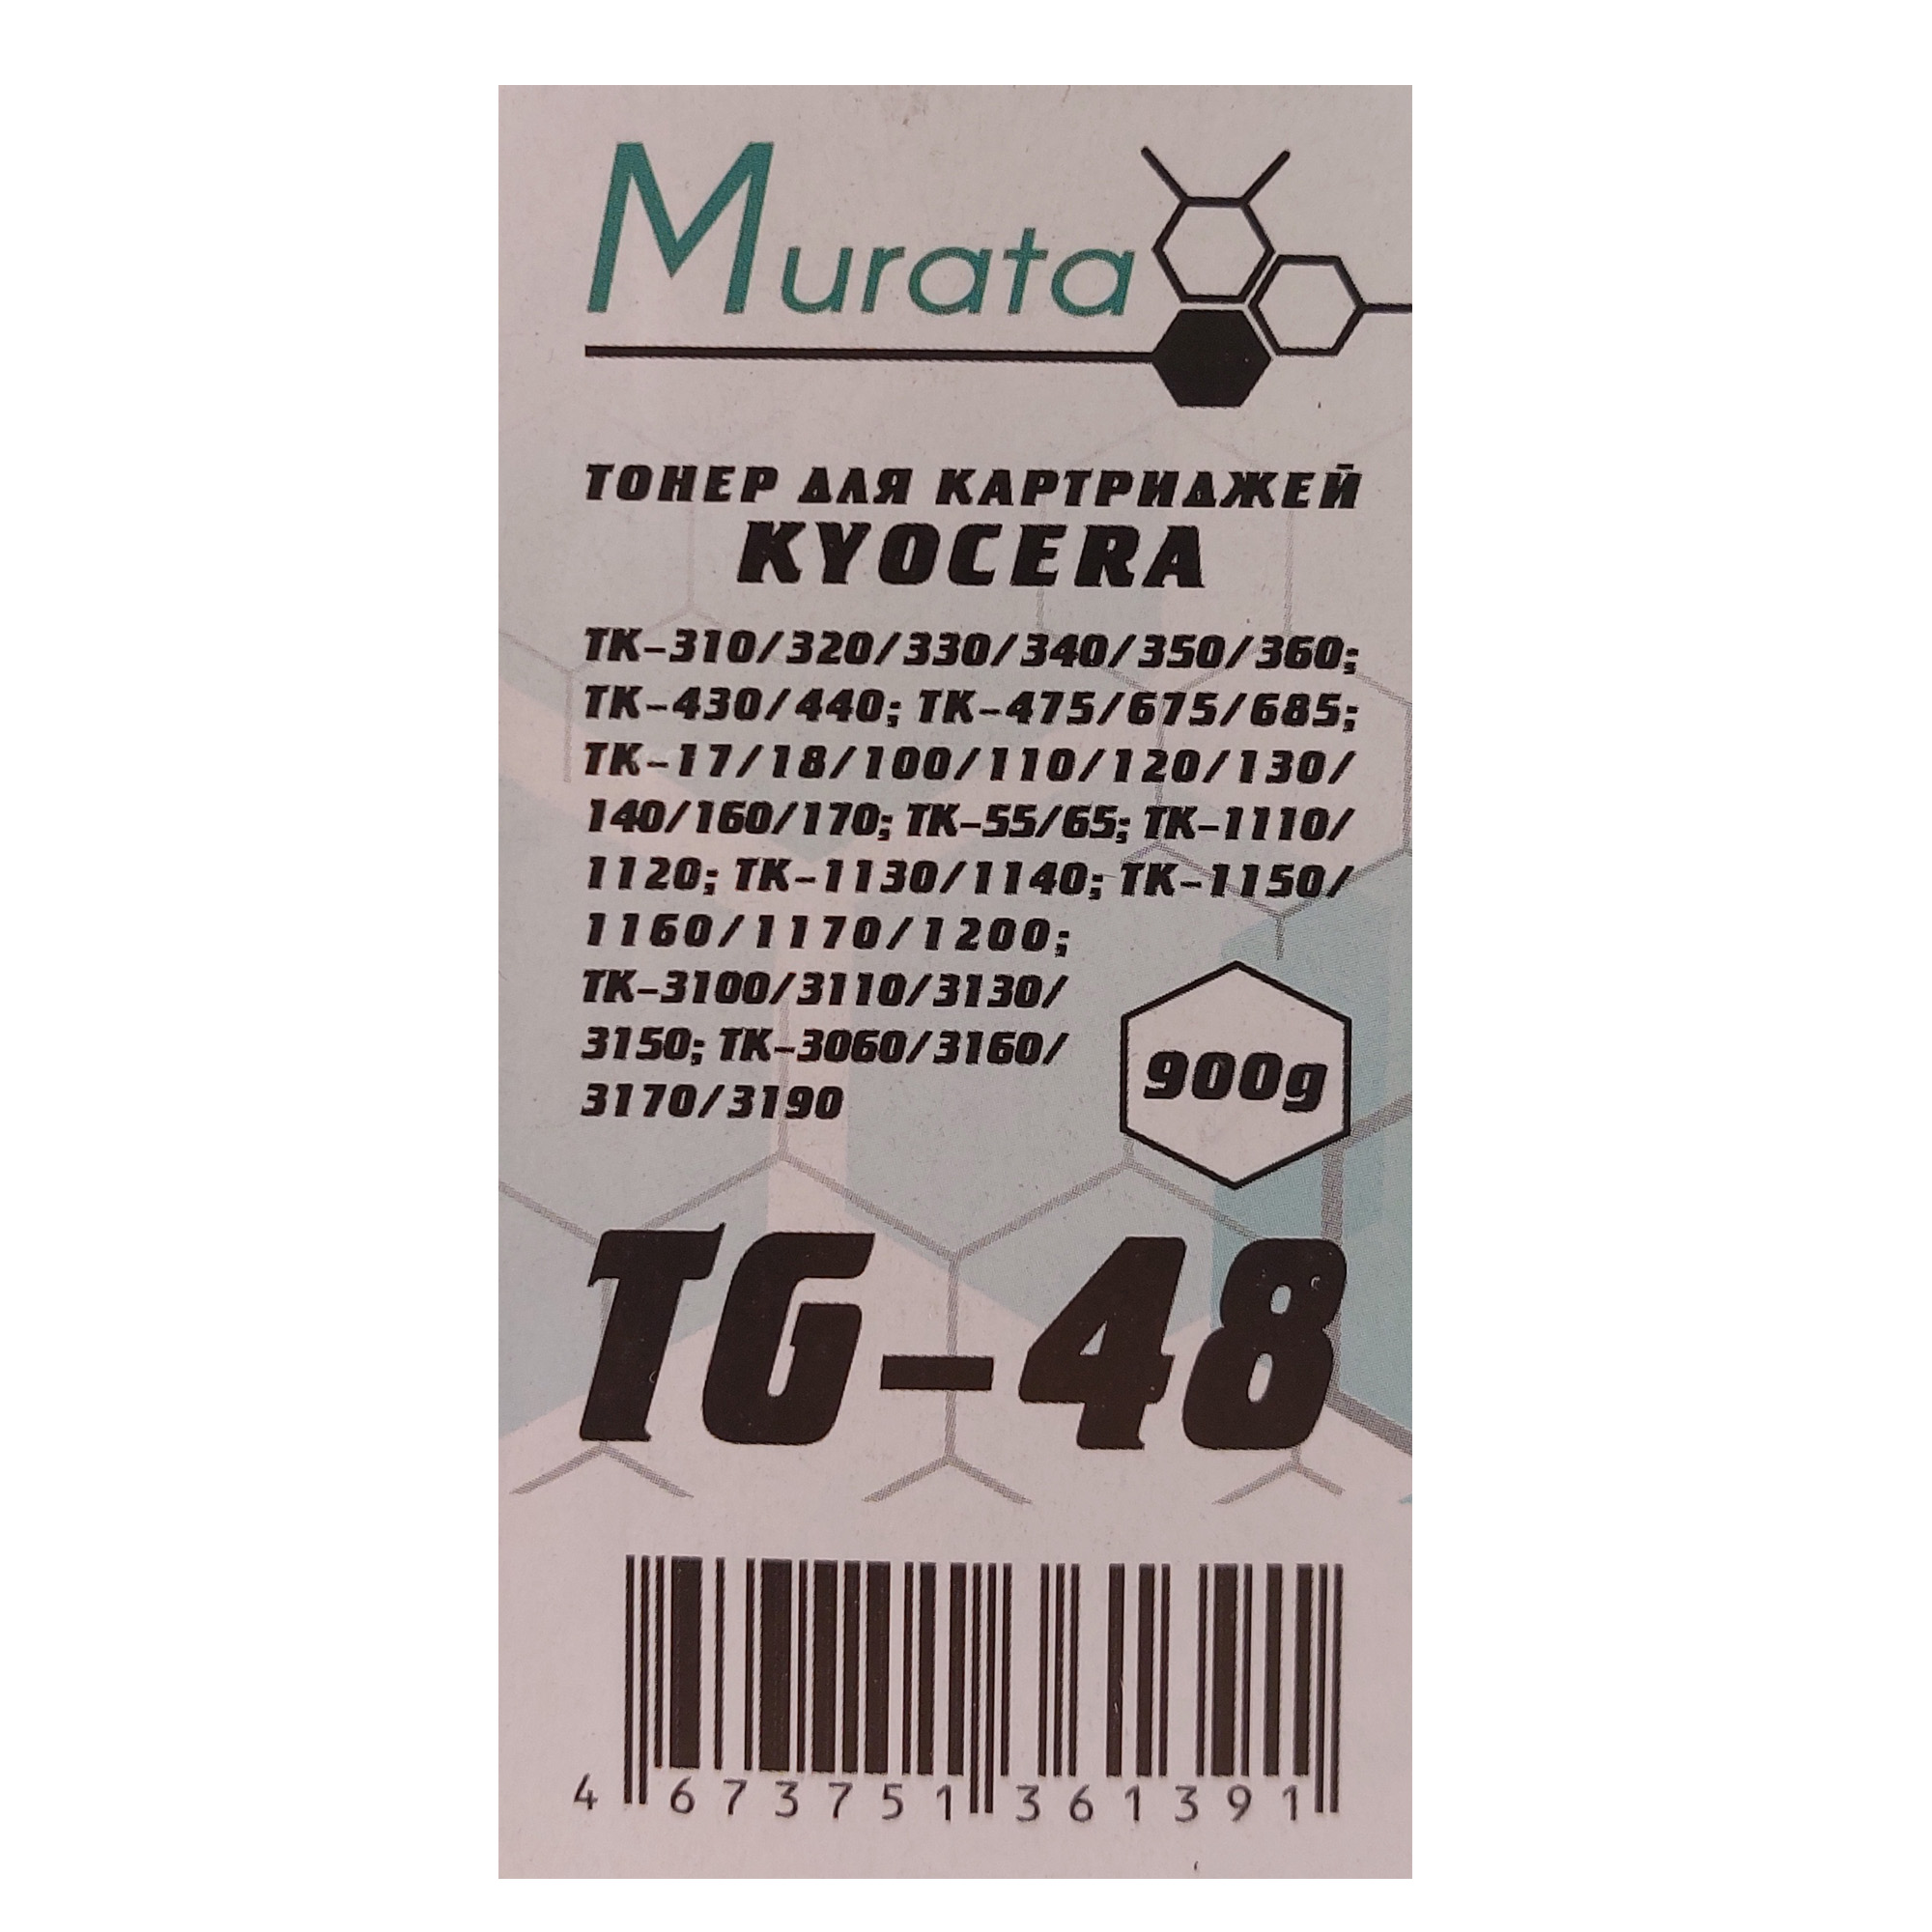 Murata
ТОНЕР ДЛЯ КАРТРИДЖЕЙ
KYOCERA
TK-310/320/330/340/350/360;
TK-430/440; TK-475/675/685;
TK-17/18/100/110/120/130/
140/160/170; TK-55/65; TK-1110/
1120; TK-1130/1140; TK-1150/
1160/1170/1200;
TK-3100/3110/3130/
3150; TK-3060/3160/
3170/3190
900g
TG-48
4 673751 361391